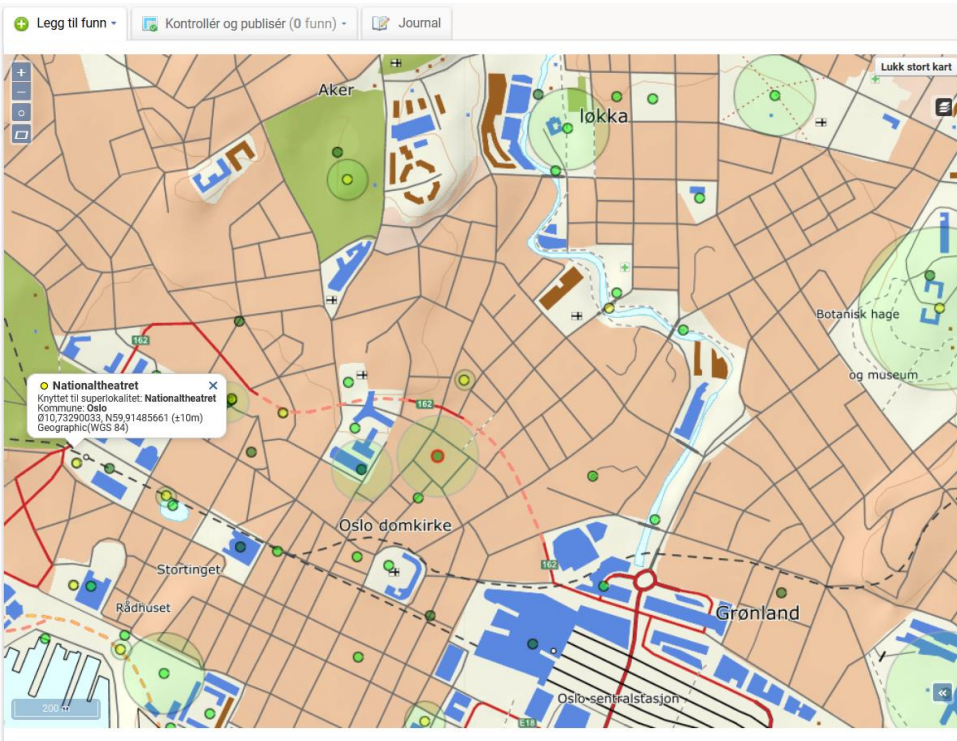 Legg til funn
Kontrollér og publisér (0 funn)
Journal
Lukk stort kart
+
−
Aker
løkka
Botanisk hage
og museum
162
Nationaltheatret
Knyttet til superlokalitet: Nationaltheatret
Kommune: Oslo
Ø10,73290033, N59,91485661 (±10m)
Geographic(WGS 84)
162
Oslo domkirke
Stortinget
162
Rådhuset
Grønland
Oslo sentralstasjon
200 m
E18
«